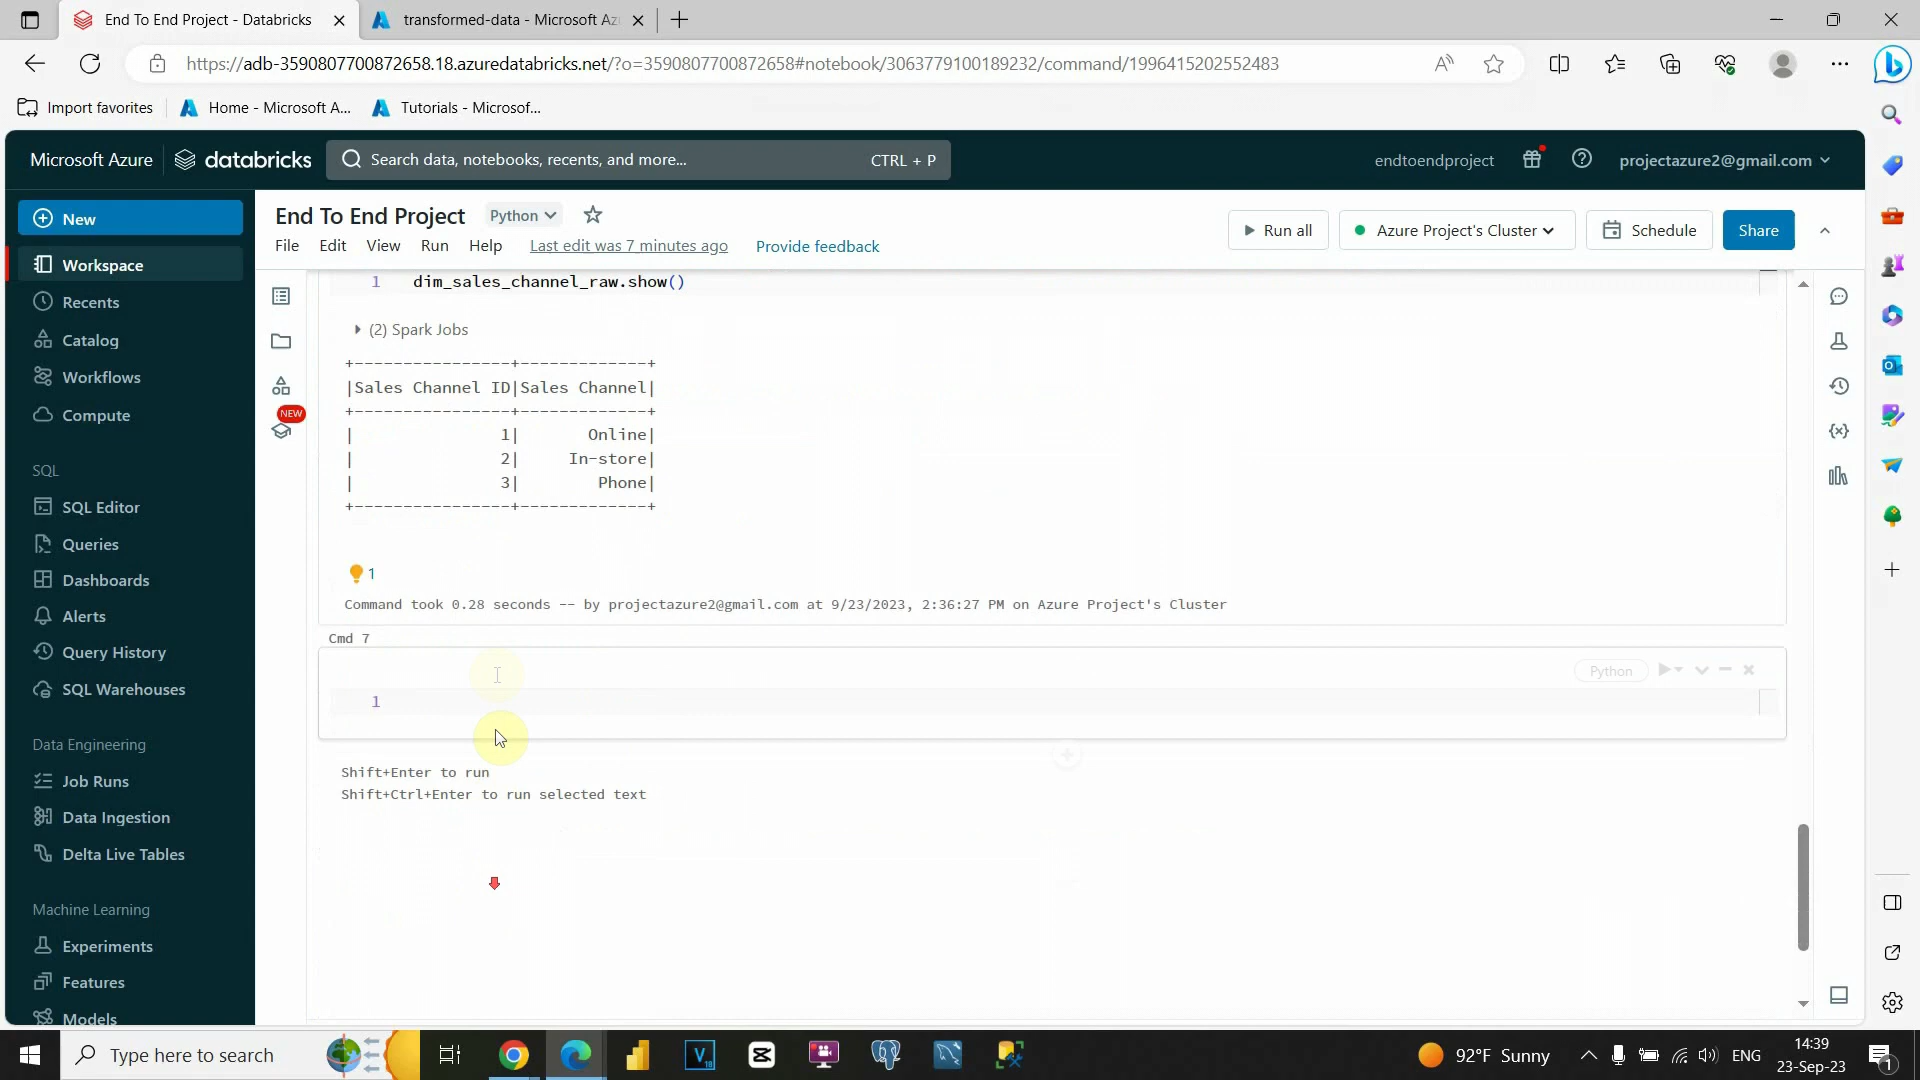 End To End Project - Databricks
transformed-data - Microsoft Az
https://adb-3590807700872658.18.azuredatabricks.net/?o=3590807700872658#notebook/3063779100189232/command/1996415202552483
Import favorites
Home - Microsoft A...
Tutorials - Microsof...
Microsoft Azure
databricks
Search data, notebooks, recents, and more...
CTRL + P
endtoendproject
projectazure2@gmail.com
New
Workspace
Recents
Catalog
Workflows
Compute
SQL
SQL Editor
Queries
Dashboards
Alerts
Query History
SQL Warehouses
Data Engineering
Job Runs
Data Ingestion
Delta Live Tables
Machine Learning
Experiments
Features
Models
End To End Project
Python
File Edit View Run Help
Last edit was 7 minutes ago
Provide feedback
Run all
Azure Project's Cluster
Schedule
Share
NEW
1 dim_sales_channel_raw.show()
(2) Spark Jobs
+----------------+-------------+
|Sales Channel ID|Sales Channel|
+----------------+-------------+
|               1|       Online|
|               2|     In-store|
|               3|        Phone|
+----------------+-------------+
1
Command took 0.28 seconds -- by projectazure2@gmail.com at 9/23/2023, 2:36:27 PM on Azure Project's Cluster
Cmd 7
Python
1
Shift+Enter to run
Shift+Ctrl+Enter to run selected text
Type here to search
92°F Sunny
ENG
14:39
23-Sep-23
1